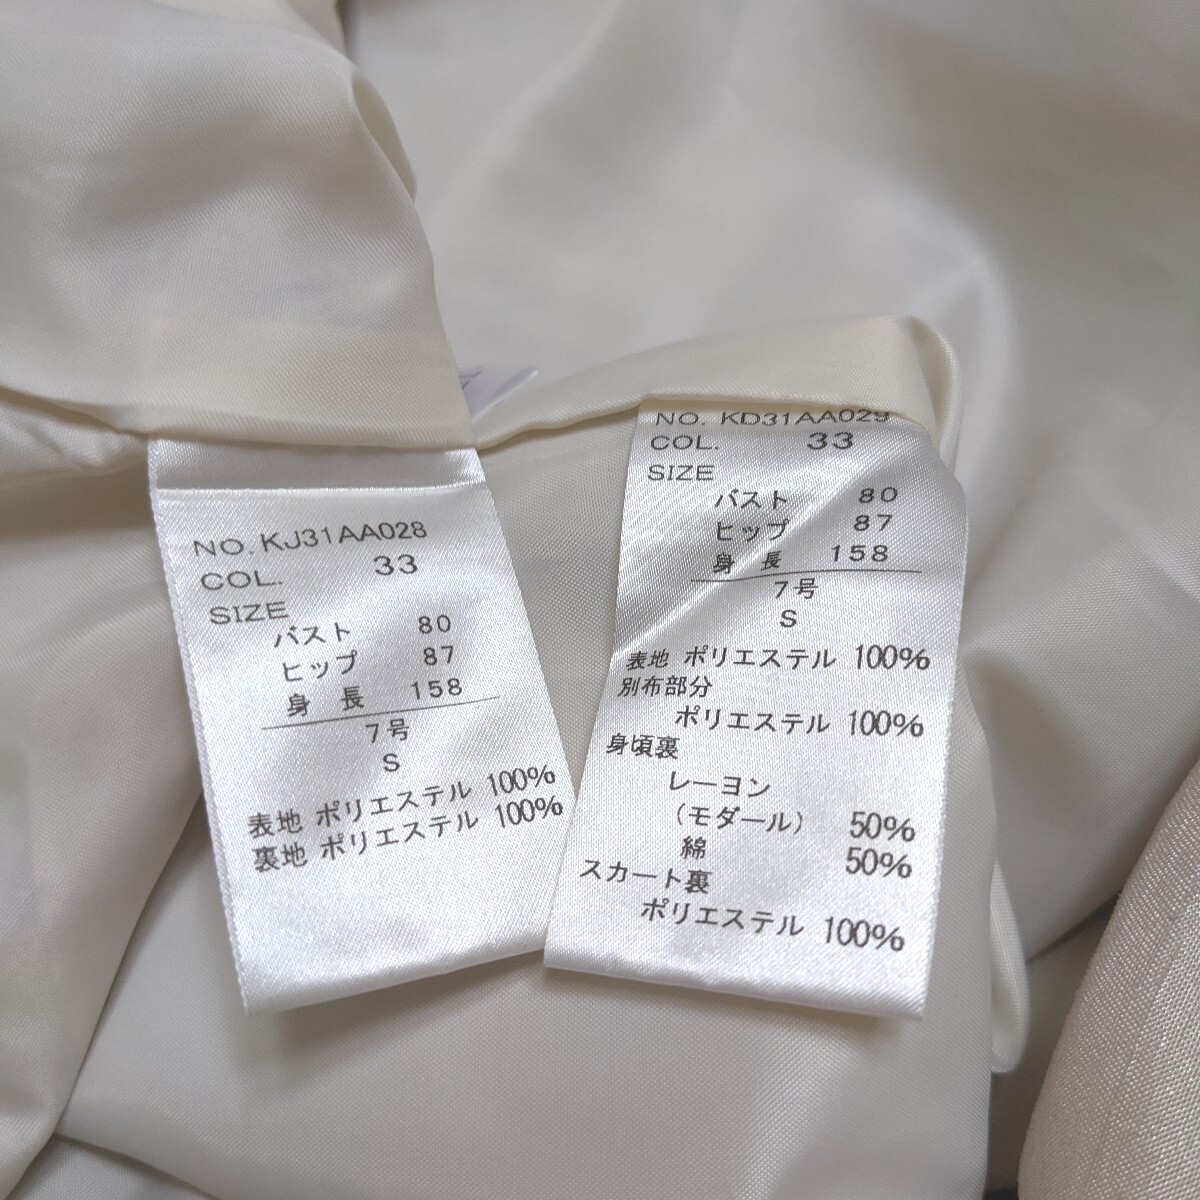 NO. KJ31AA028
COL. 33
SIZE
バスト 80
ヒップ 87
身 長 158
7号
S
表地 ポリエステル 100%
裏地 ポリエステル 100%
NO. KD31AA029
COL. 33
SIZE
バスト 80
ヒップ 87
身 長 158
7号
S
表地 ポリエステル 100%
別布部分
ポリエステル 100%
身頃裏
レーヨン
(モダール) 50%
綿 50%
スカート裏
ポリエステル 100%